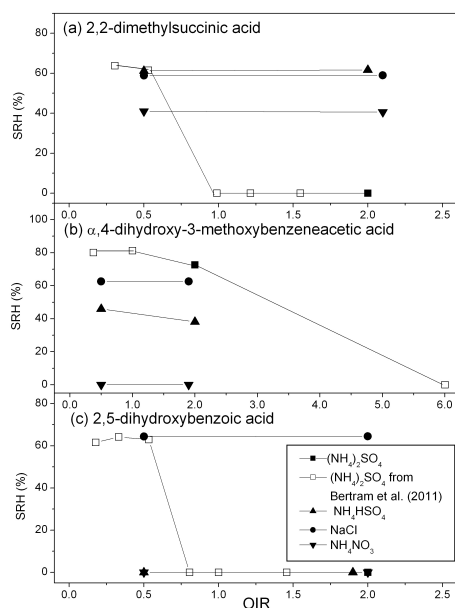 (a) 2,2-dimethylsuccinic acid
SRH (%)
80
60
40
20
0
0.0 0.5 1.0 1.5 2.0 2.5
(b) α,4-dihydroxy-3-methoxybenzeneacetic acid
SRH (%)
100
80
60
40
20
0
0.0 1.0 2.0 3.0 4.0 5.0 6.0
(c) 2,5-dihydroxybenzoic acid
SRH (%)
80
60
40
20
0
(NH₄)₂SO₄
(NH₄)₂SO₄ from
Bertram et al. (2011)
NH₄HSO₄
NaCl
NH₄NO₃
0.0 0.5 1.0 1.5 2.0 2.5
OIR